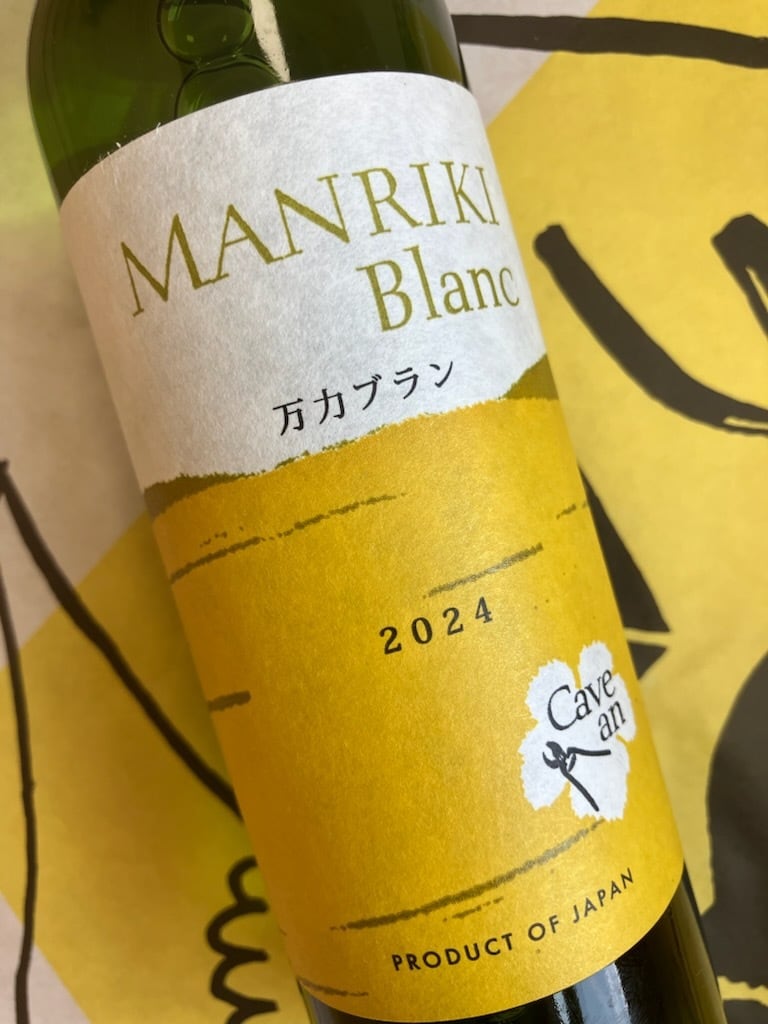 MANRIKI
Blanc
万力ブラン
2024
Cave
an
PRODUCT OF JAPAN